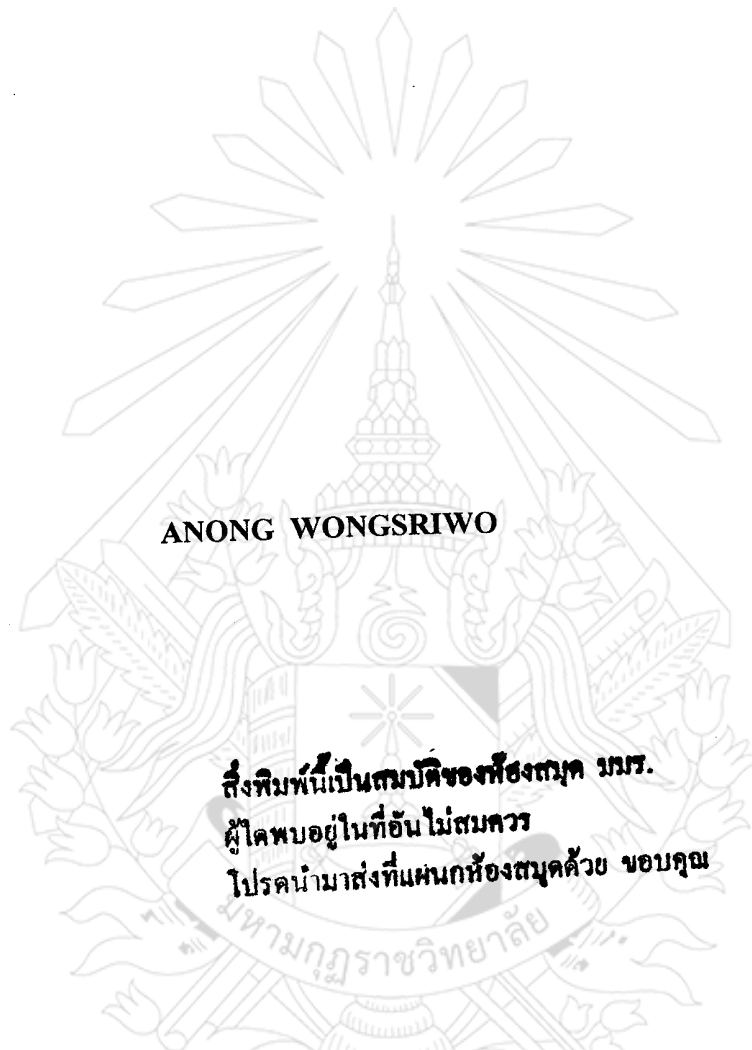 ANONG WONGSRIWO
สิ่งพิมพ์นี้เป็นสมบัติของห้องสมุด มมร.
ผู้ใดพบอยู่ในที่อันไม่สมควร
โปรดนำมาส่งที่แผนกห้องสมุดด้วย ขอบคุณ
มหามกุฏราชวิทยาลัย